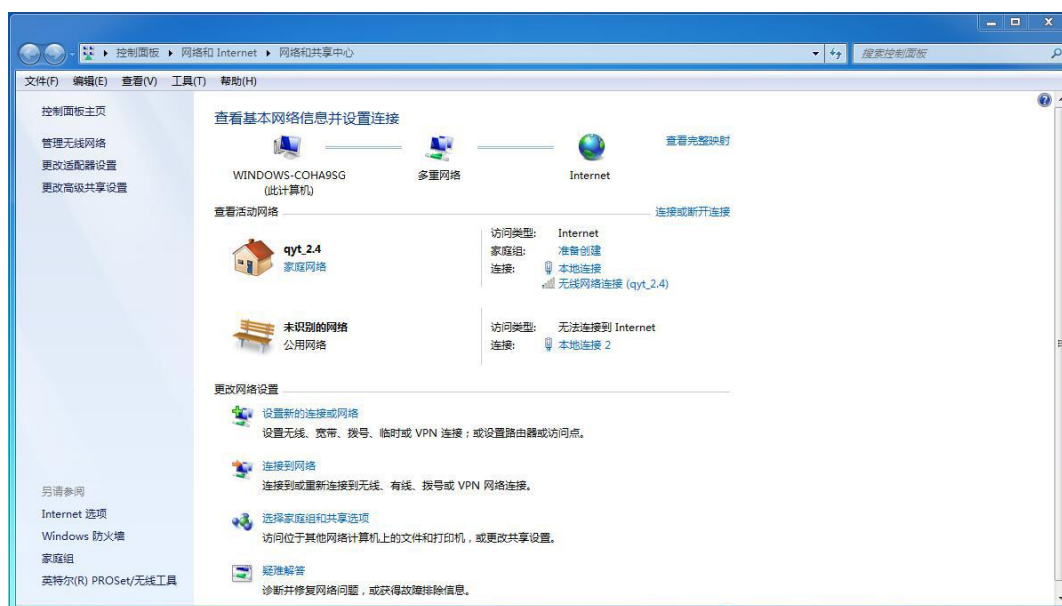 控制面板 ▸ 网络和 Internet ▸ 网络和共享中心
搜索控制面板
文件(F) 编辑(E) 查看(V) 工具(T) 帮助(H)
控制面板主页
管理无线网络
更改适配器设置
更改高级共享设置
查看基本网络信息并设置连接
查看完整映射
WINDOWS-COHA9SG
(此计算机)
多重网络
Internet
查看活动网络
连接或断开连接
qyt_2.4
家庭网络
访问类型: Internet
家庭组: 准备创建
连接: 本地连接
无线网络连接 (qyt_2.4)
未识别的网络
公用网络
访问类型: 无法连接到 Internet
连接: 本地连接 2
更改网络设置
设置新的连接或网络
设置无线、宽带、拨号、临时或 VPN 连接；或设置路由器或访问点。
连接到网络
连接到或重新连接到无线、有线、拨号或 VPN 网络连接。
选择家庭组和共享选项
访问位于其他网络计算机上的文件和打印机，或更改共享设置。
疑难解答
诊断并修复网络问题，或获得故障排除信息。
另请参阅
Internet 选项
Windows 防火墙
家庭组
英特尔(R) PROSet/无线工具